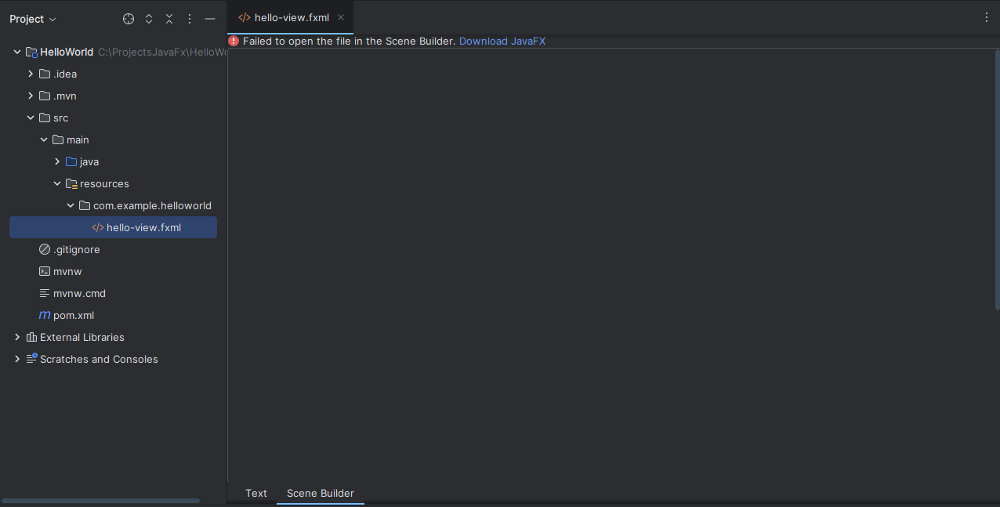 Project
HelloWorld C:\ProjectsJavaFx\HelloWo
.idea
.mvn
src
main
java
resources
com.example.helloworld
hello-view.fxml
.gitignore
mvnw
mvnw.cmd
pom.xml
External Libraries
Scratches and Consoles
hello-view.fxml
Failed to open the file in the Scene Builder. Download JavaFX
Text Scene Builder